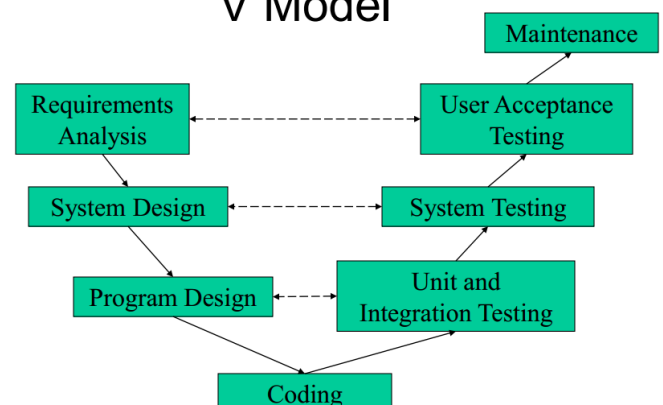 V Model
Maintenance
Requirements
Analysis
User Acceptance
Testing
System Design
System Testing
Program Design
Unit and
Integration Testing
Coding